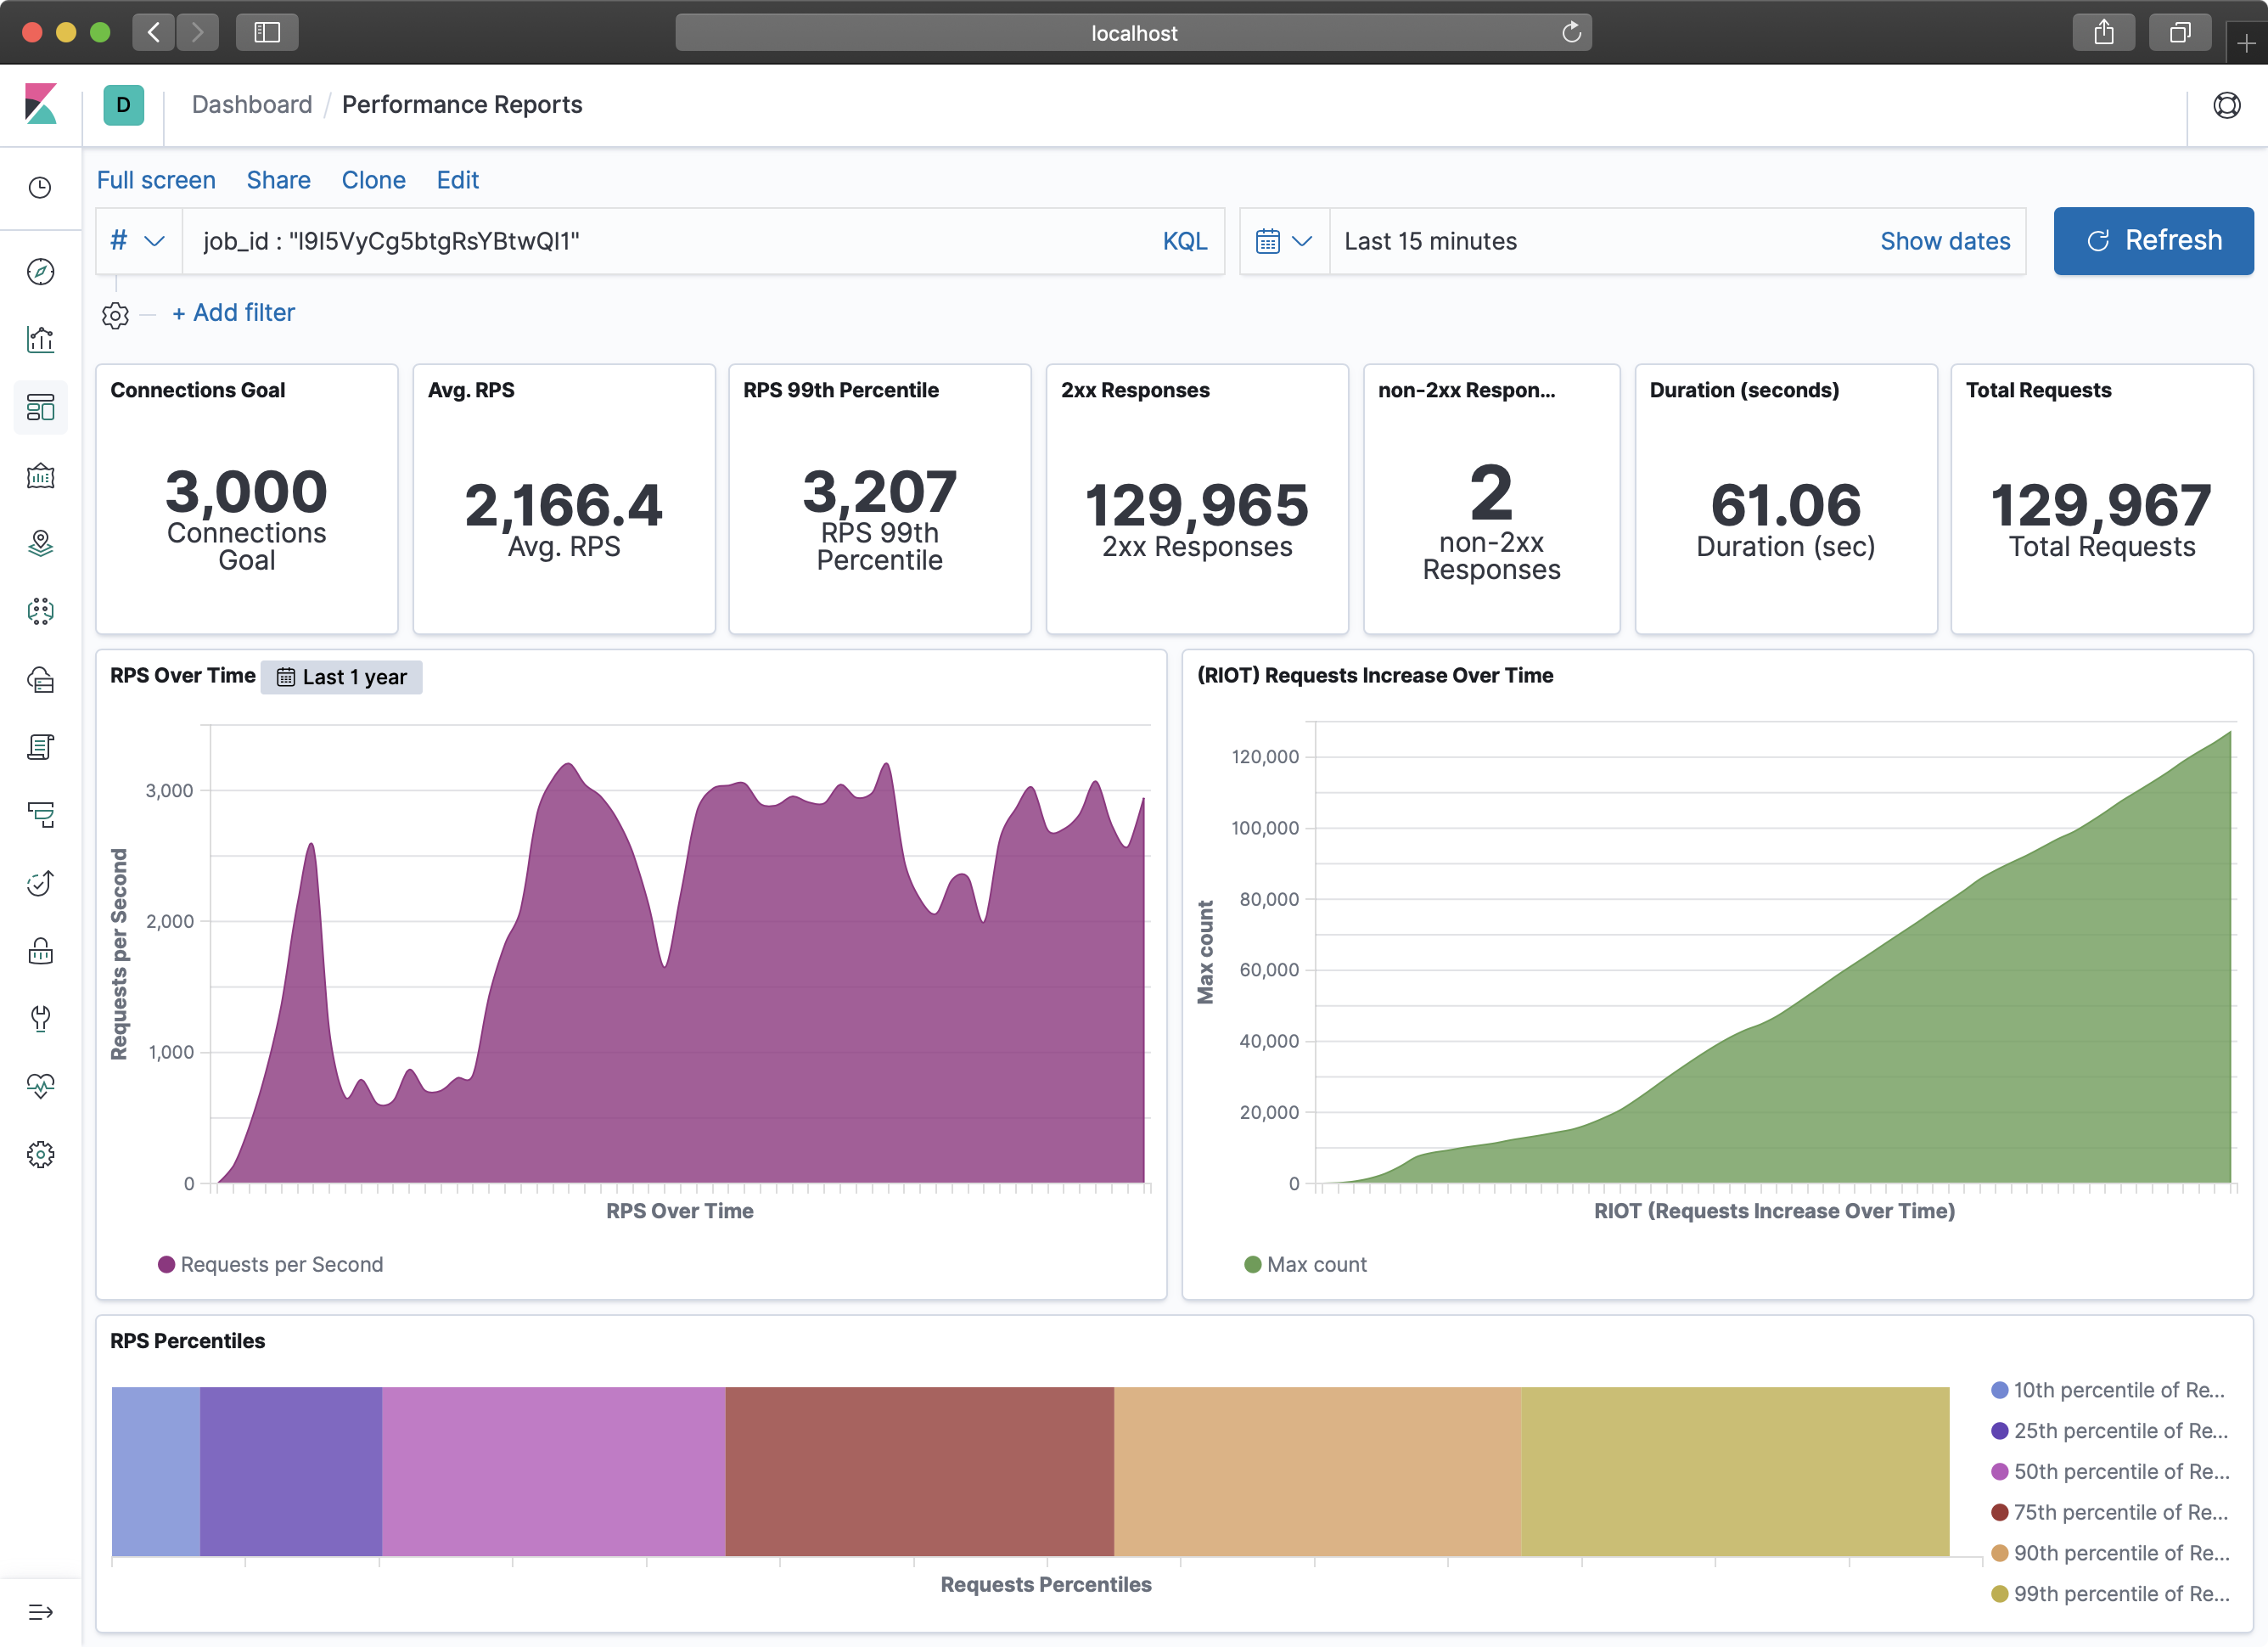 localhost
D
Dashboard / Performance Reports
Full screen Share Clone Edit
# job_id : "I9I5VyCg5btgRsYBtwQI1" KQL Last 15 minutes Show dates Refresh
+ Add filter
Connections Goal
3,000
Connections
Goal
Avg. RPS
2,166.4
Avg. RPS
RPS 99th Percentile
3,207
RPS 99th
Percentile
2xx Responses
129,965
2xx Responses
non-2xx Respon...
2
non-2xx
Responses
Duration (seconds)
61.06
Duration (sec)
Total Requests
129,967
Total Requests
RPS Over Time Last 1 year
Requests per Second
3,000
2,000
1,000
0
RPS Over Time
Requests per Second
(RIOT) Requests Increase Over Time
Max count
120,000
100,000
80,000
60,000
40,000
20,000
0
RIOT (Requests Increase Over Time)
Max count
RPS Percentiles
Requests Percentiles
10th percentile of Re...
25th percentile of Re...
50th percentile of Re...
75th percentile of Re...
90th percentile of Re...
99th percentile of Re...